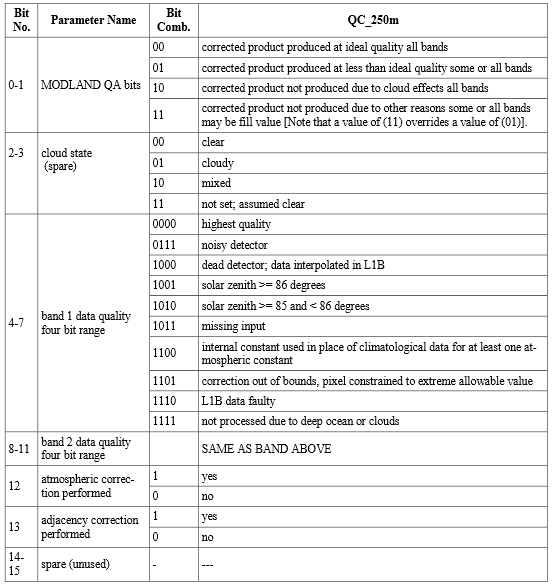 Bit No. Parameter Name Bit Comb. QC_250m
0-1 MODLAND QA bits
00 corrected product produced at ideal quality all bands
01 corrected product produced at less than ideal quality some or all bands
10 corrected product not produced due to cloud effects all bands
11 corrected product not produced due to other reasons some or all bands
may be fill value [Note that a value of (11) overrides a value of (01)].
2-3 cloud state
(spare)
00 clear
01 cloudy
10 mixed
11 not set; assumed clear
4-7 band 1 data quality
four bit range
0000 highest quality
0111 noisy detector
1000 dead detector; data interpolated in L1B
1001 solar zenith >= 86 degrees
1010 solar zenith >= 85 and < 86 degrees
1011 missing input
1100 internal constant used in place of climatological data for at least one at-
mospheric constant
1101 correction out of bounds, pixel constrained to extreme allowable value
1110 L1B data faulty
1111 not processed due to deep ocean or clouds
8-11 band 2 data quality
four bit range
SAME AS BAND ABOVE
12 atmospheric correc-
tion performed
1 yes
0 no
13 adjacency correction
performed
1 yes
0 no
14-
15 spare (unused) - ---